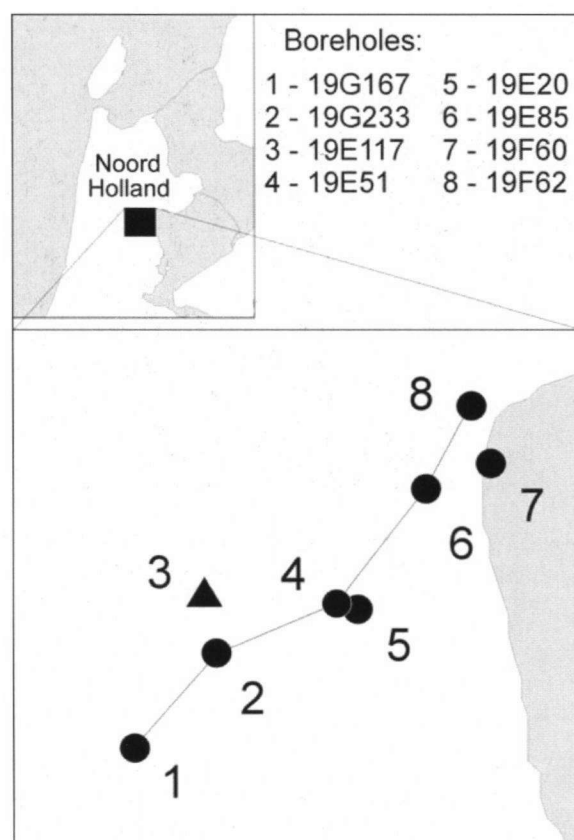 Boreholes:
1 - 19G167 5 - 19E20
2 - 19G233 6 - 19E85
3 - 19E117 7 - 19F60
4 - 19E51 8 - 19F62
Noord
Holland
8
7
6
3
4
5
2
1